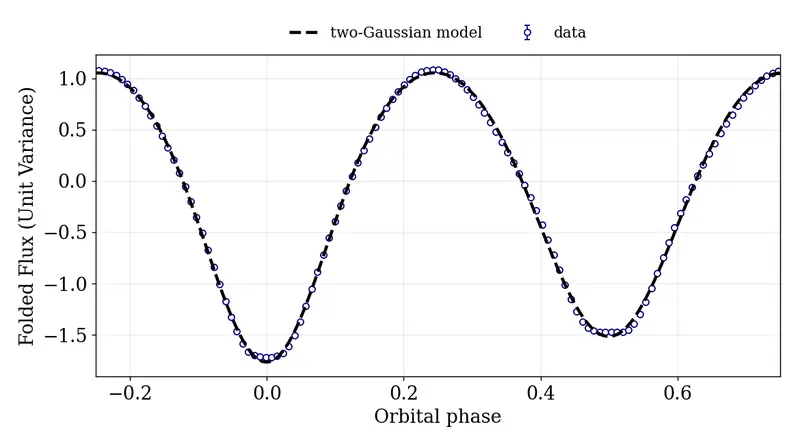 two-Gaussian model data
1.0
0.5
0.0
−0.5
−1.0
−1.5
Folded Flux (Unit Variance)
−0.2 0.0 0.2 0.4 0.6
Orbital phase